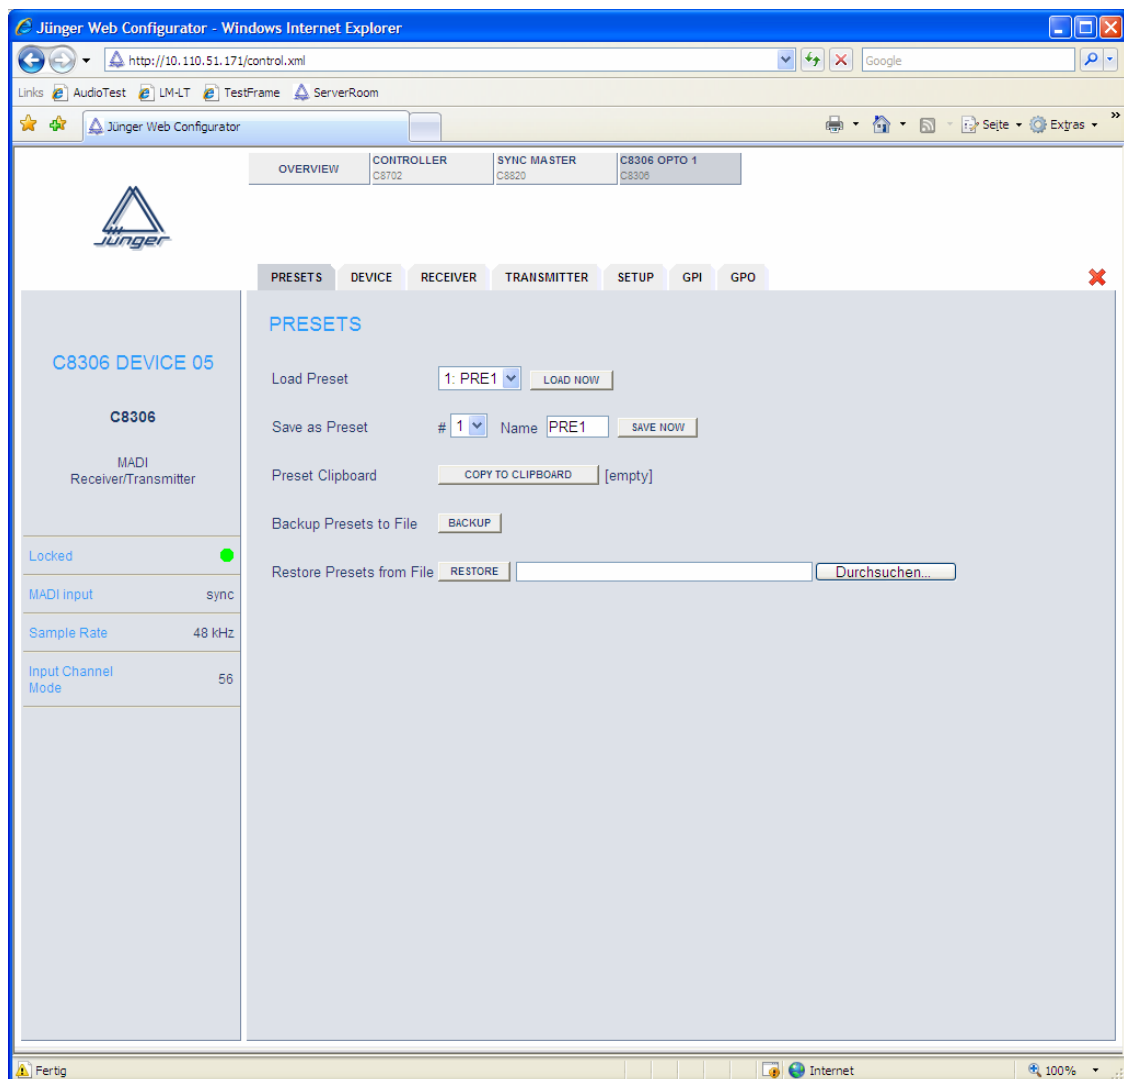 Jünger Web Configurator - Windows Internet Explorer
http://10.110.51.171/control.xml
Google
Links AudioTest LM-LT TestFrame ServerRoom
Jünger Web Configurator
Seite Extras »
OVERVIEW CONTROLLER SYNC MASTER C8306 OPTO 1
C8702 C8820 C8306
Jünger
PRESETS DEVICE RECEIVER TRANSMITTER SETUP GPI GPO
C8306 DEVICE 05
C8306
MADI
Receiver/Transmitter
Locked
MADI input sync
Sample Rate 48 kHz
Input Channel
Mode 56
PRESETS
Load Preset 1: PRE1 LOAD NOW
Save as Preset # 1 Name PRE1 SAVE NOW
Preset Clipboard COPY TO CLIPBOARD [empty]
Backup Presets to File BACKUP
Restore Presets from File RESTORE Durchsuchen...
Fertig Internet 100%